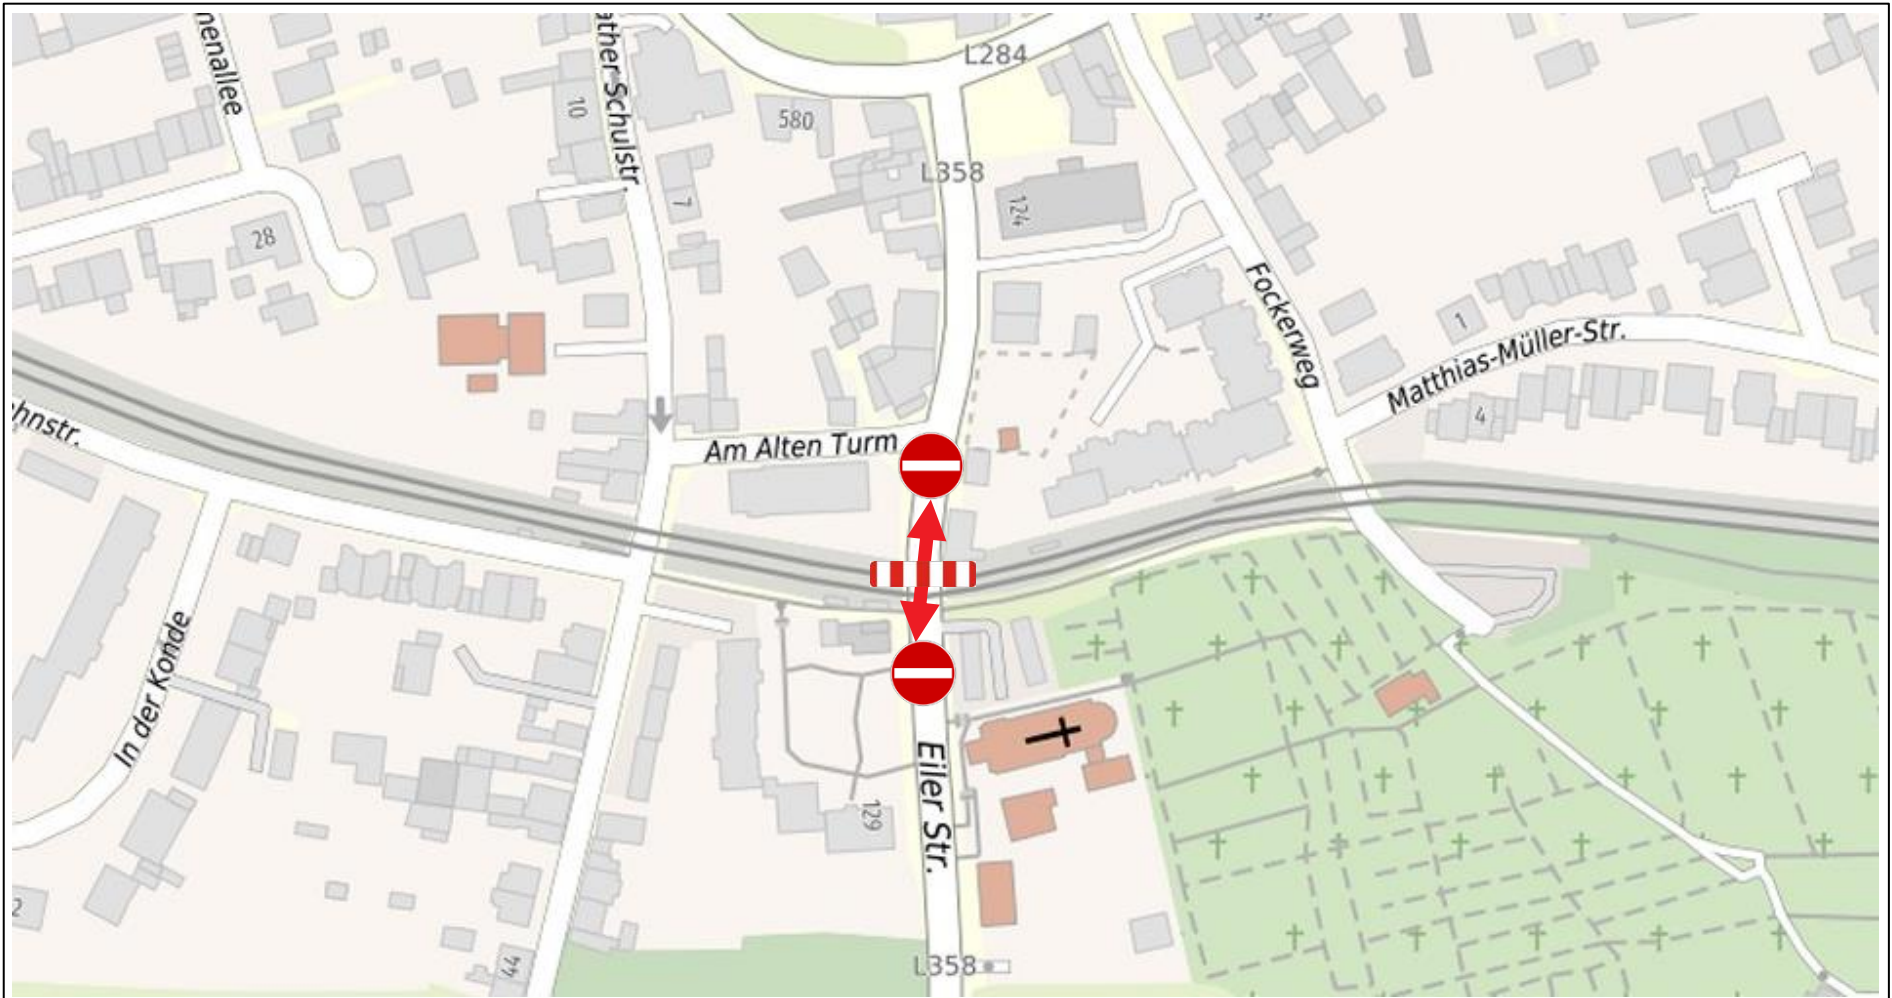 nenallee
ather Schulstr.
L284
10
580
L358
7
124
28
Fockerweg
1
Matthias-Müller-Str.
4
hnstr.
Am Alten Turm
In der Konde
Eiler Str.
129
2
44
L358